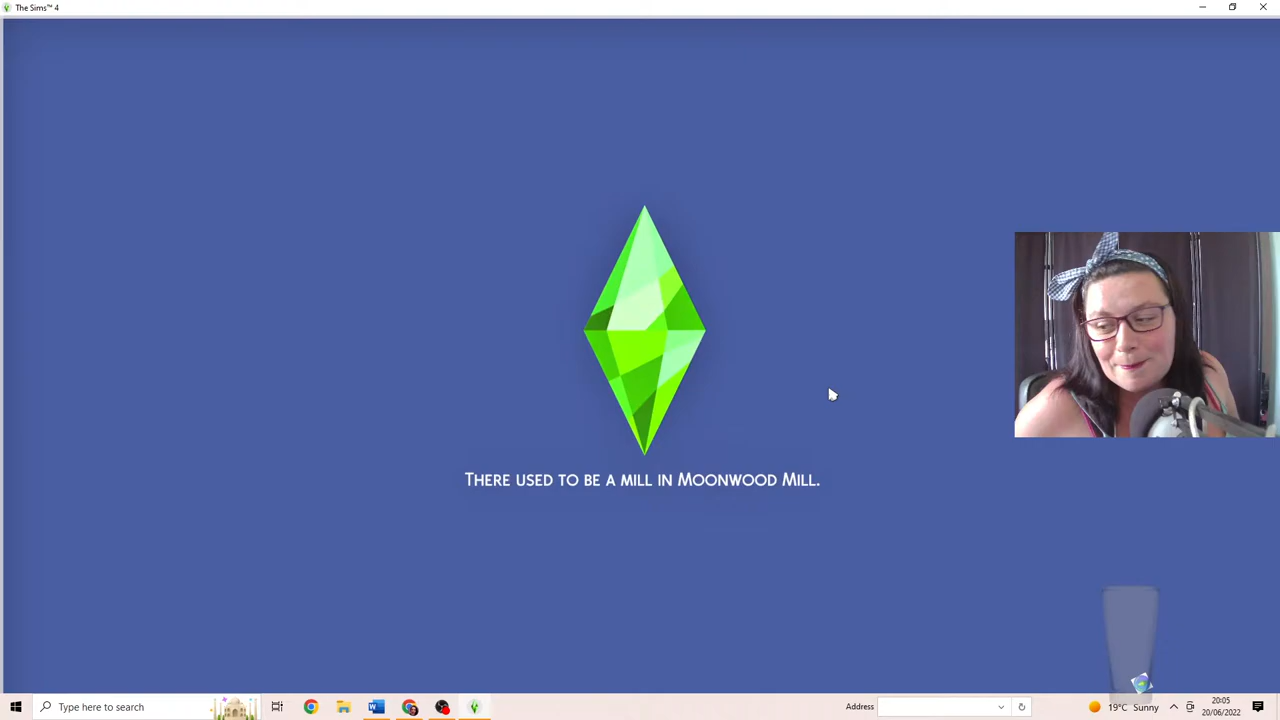 The Sims™ 4
There used to be a mill in Moonwood Mill.
Type here to search
Address
19°C Sunny
20:05
20/06/2022